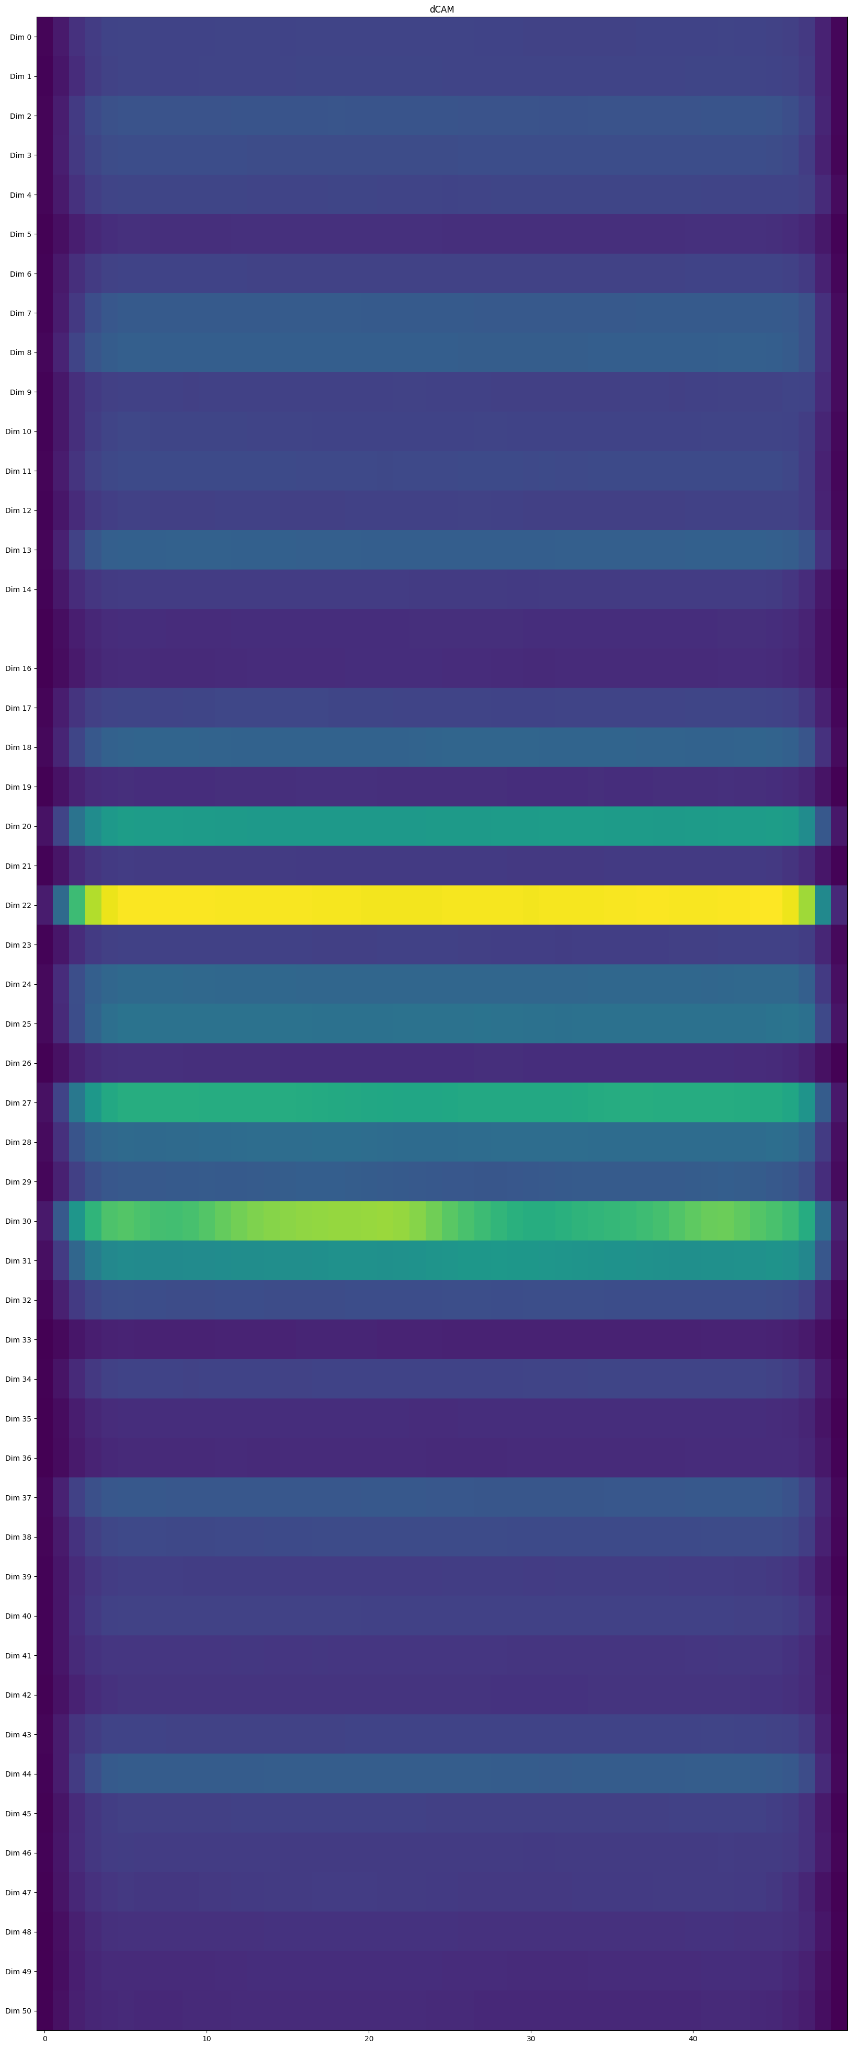 dCAM
Dim 0
Dim 1
Dim 2
Dim 3
Dim 4
Dim 5
Dim 6
Dim 7
Dim 8
Dim 9
Dim 10
Dim 11
Dim 12
Dim 13
Dim 14
Dim 16
Dim 17
Dim 18
Dim 19
Dim 20
Dim 21
Dim 22
Dim 23
Dim 24
Dim 25
Dim 26
Dim 27
Dim 28
Dim 29
Dim 30
Dim 31
Dim 32
Dim 33
Dim 34
Dim 35
Dim 36
Dim 37
Dim 38
Dim 39
Dim 40
Dim 41
Dim 42
Dim 43
Dim 44
Dim 45
Dim 46
Dim 47
Dim 48
Dim 49
Dim 50
0 10 20 30 40